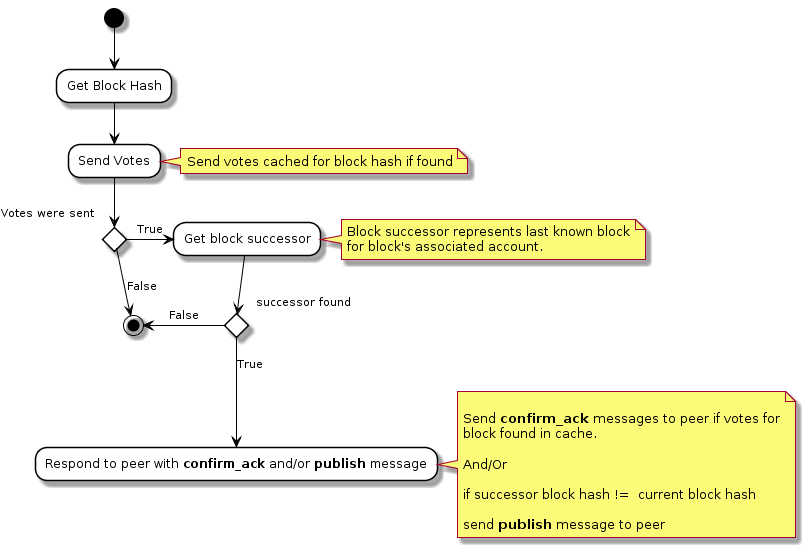 Get Block Hash
Send Votes
Send votes cached for block hash if found
Votes were sent
True
Get block successor
Block successor represents last known block
for block's associated account.
False
successor found
False
True
Respond to peer with confirm_ack and/or publish message
Send confirm_ack messages to peer if votes for
block found in cache.
And/Or
if successor block hash != current block hash
send publish message to peer